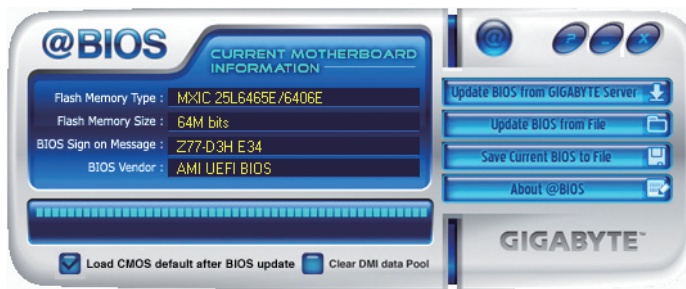 @BIOS
CURRENT MOTHERBOARD
INFORMATION
Flash Memory Type : MXIC 25L6465E/6406E
Flash Memory Size : 64M bits
BIOS Sign on Message : Z77-D3H E34
BIOS Vendor : AMI UEFI BIOS
Load CMOS default after BIOS update
Clear DMI data Pool
@
? _ X
Update BIOS from GIGABYTE Server
Update BIOS from File
Save Current BIOS to File
About @BIOS
GIGABYTE™